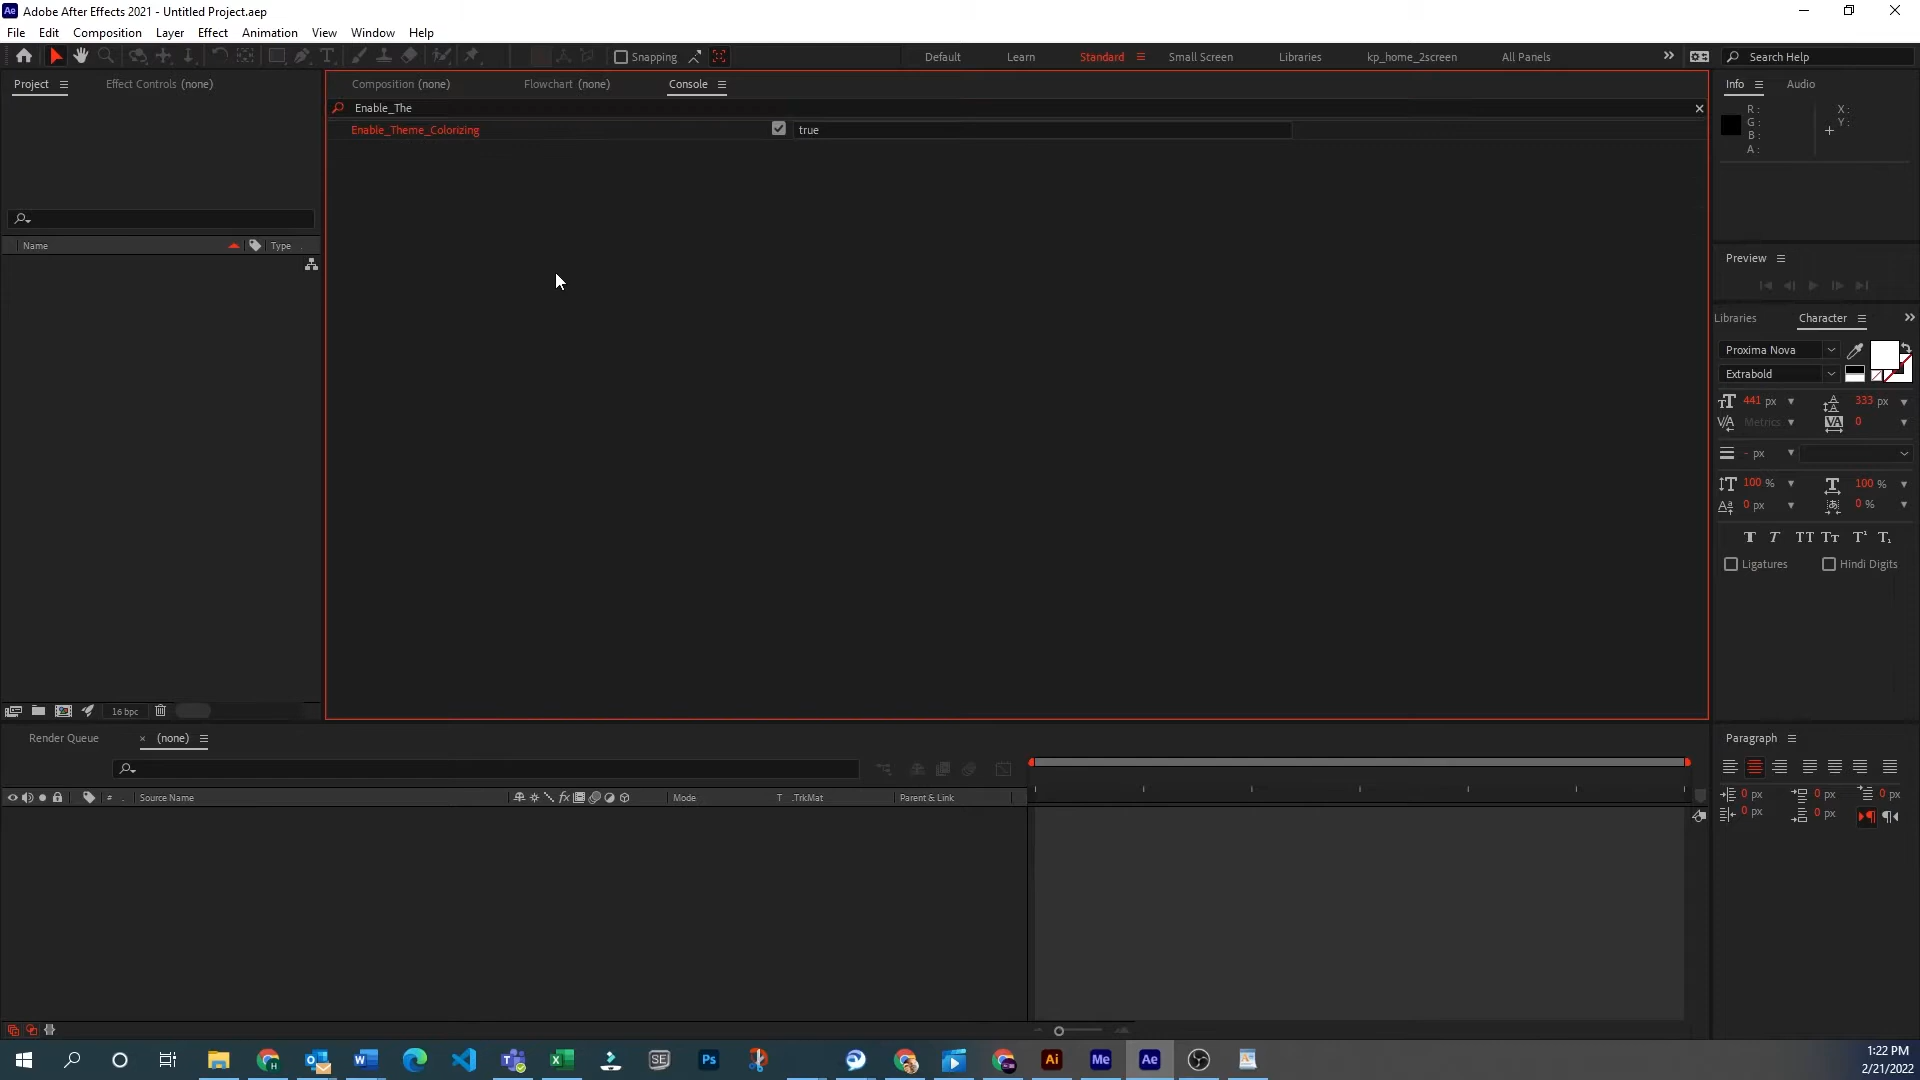 Adobe After Effects 2021 - Untitled Project.aep
File Edit Composition Layer Effect Animation View Window Help
Snapping Default Learn Standard Small Screen Libraries kp_home_2screen All Panels Search Help
Project Effect Controls (none) Composition (none) Flowchart (none) Console Info Audio
Enable_The
Enable_Theme_Colorizing true
R :
G :
B :
A :
X :
Y :
Name Type
Preview
Libraries Character
Proxima Nova
Extrabold
441 px 333 px
Metrics 0
- px
100 % 100 %
0 px 0 %
Ligatures Hindi Digits
16 bpc
Render Queue (none)
Source Name Mode T .TrkMat Parent & Link
Paragraph
0 px 0 px 0 px
0 px 0 px
1:22 PM
2/21/2022